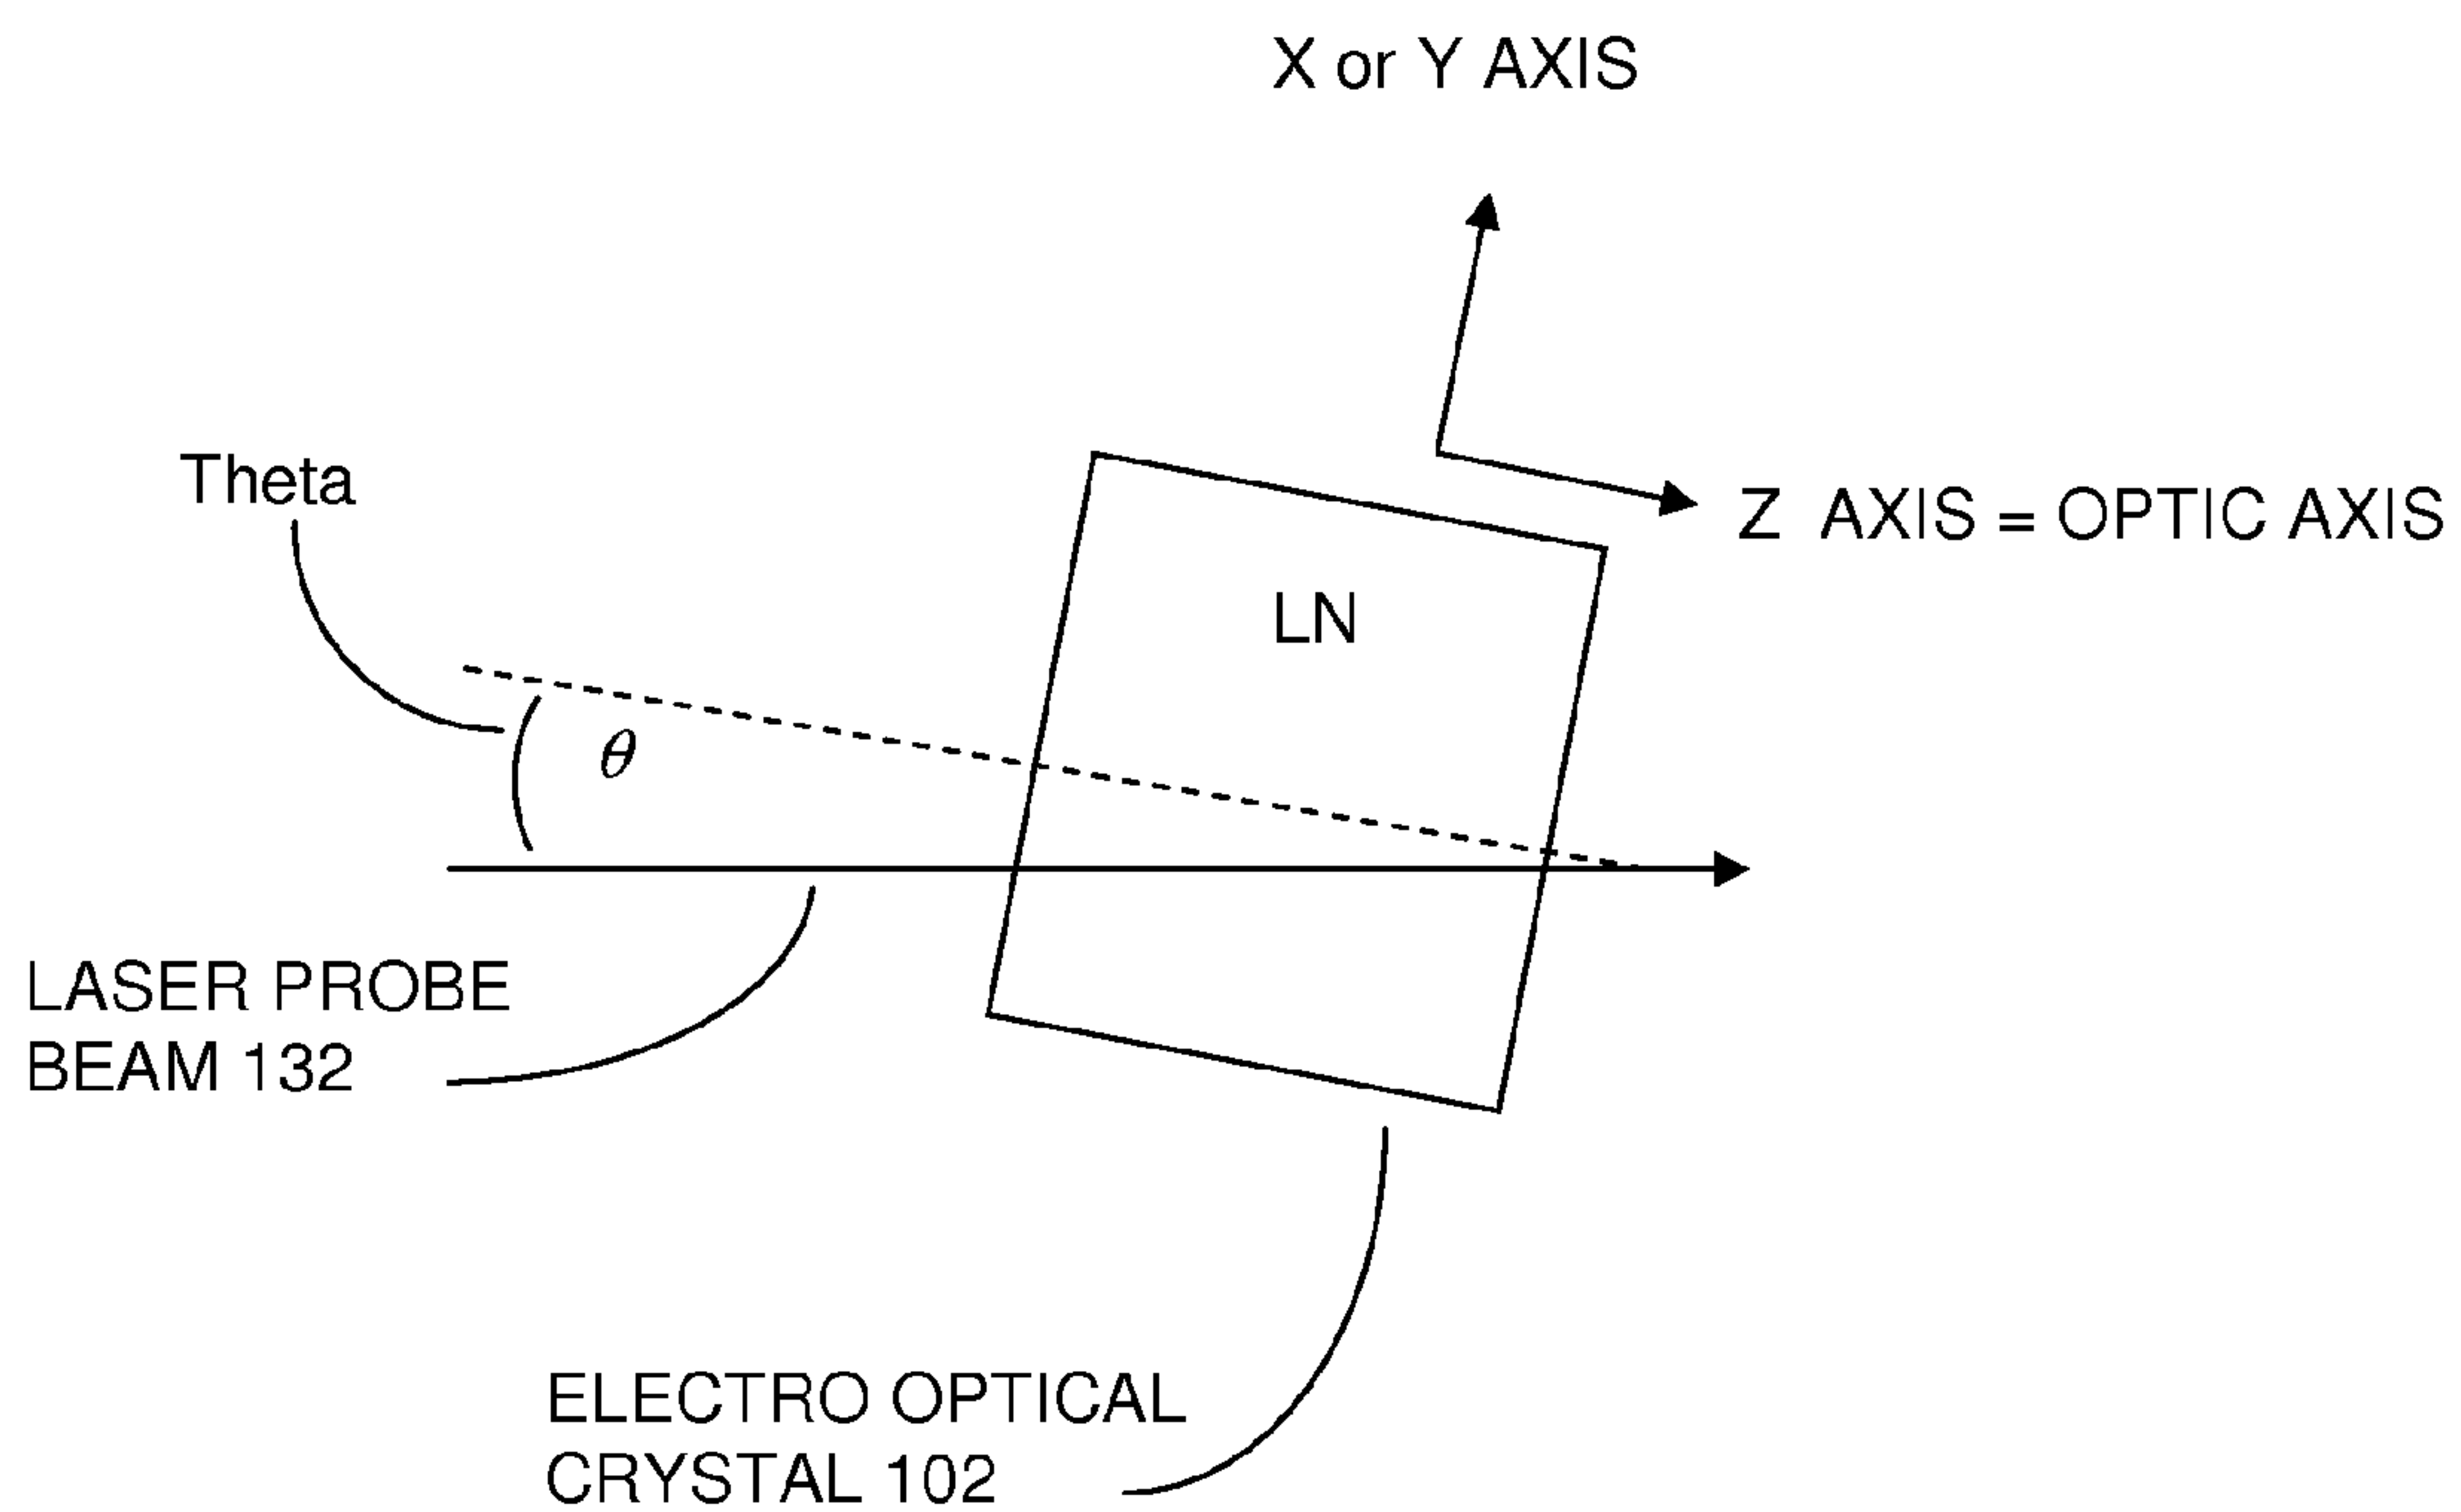 X or Y AXIS
Theta
Z AXIS = OPTIC AXIS
LN
θ
LASER PROBE
BEAM 132
ELECTRO OPTICAL
CRYSTAL 102